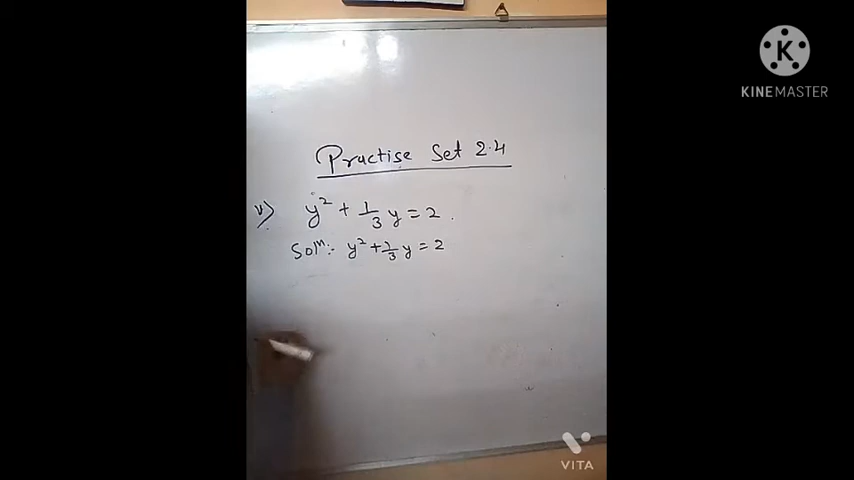 Practise Set 2.4
v) y² + 1/3 y = 2.
Solⁿ:- y² + 1/3 y = 2
K
KINEMASTER
VITA